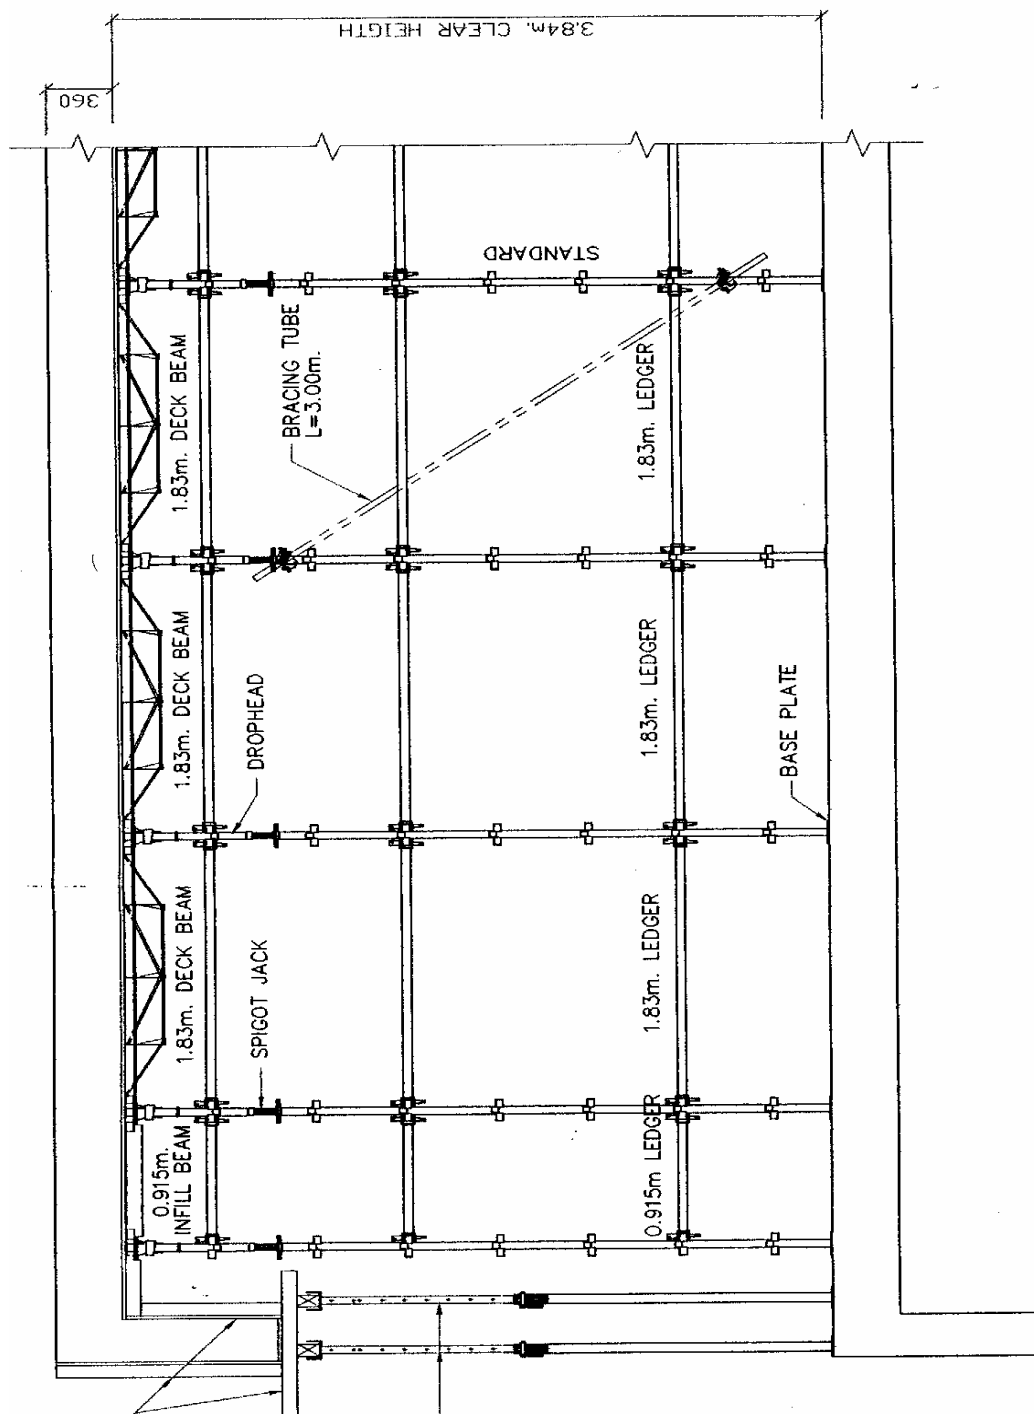 3.84m. CLEAR HEIGTH
360
STANDARD
BRACING TUBE
L=3.00m.
1.83m. DECK BEAM
1.83m. LEDGER
1.83m. DECK BEAM
DROPHEAD
1.83m. LEDGER
BASE PLATE
1.83m. DECK BEAM
SPIGOT JACK
1.83m. LEDGER
0.915m.
INFILL BEAM
0.915m LEDGER